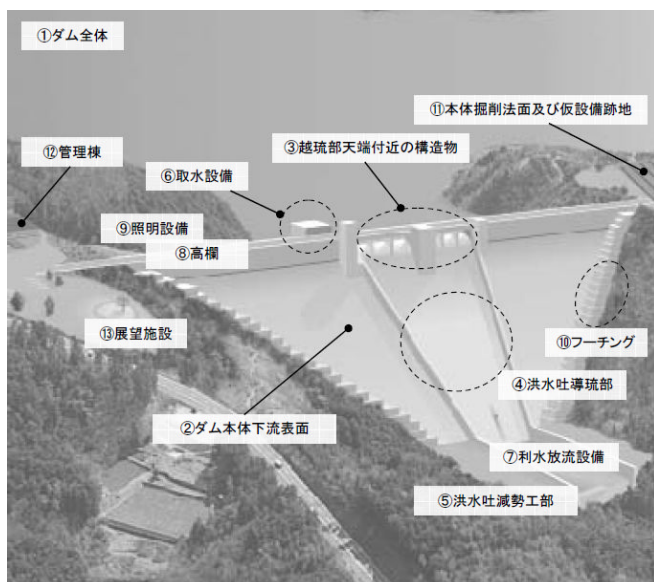 ①ダム全体
⑪本体掘削法面及び仮設備跡地
③越琉部天端付近の構造物
⑫管理棟
⑥取水設備
⑨照明設備
⑧高欄
⑬展望施設
⑩フーチング
④洪水吐導琉部
②ダム本体下流表面
⑦利水放流設備
⑤洪水吐減勢工部